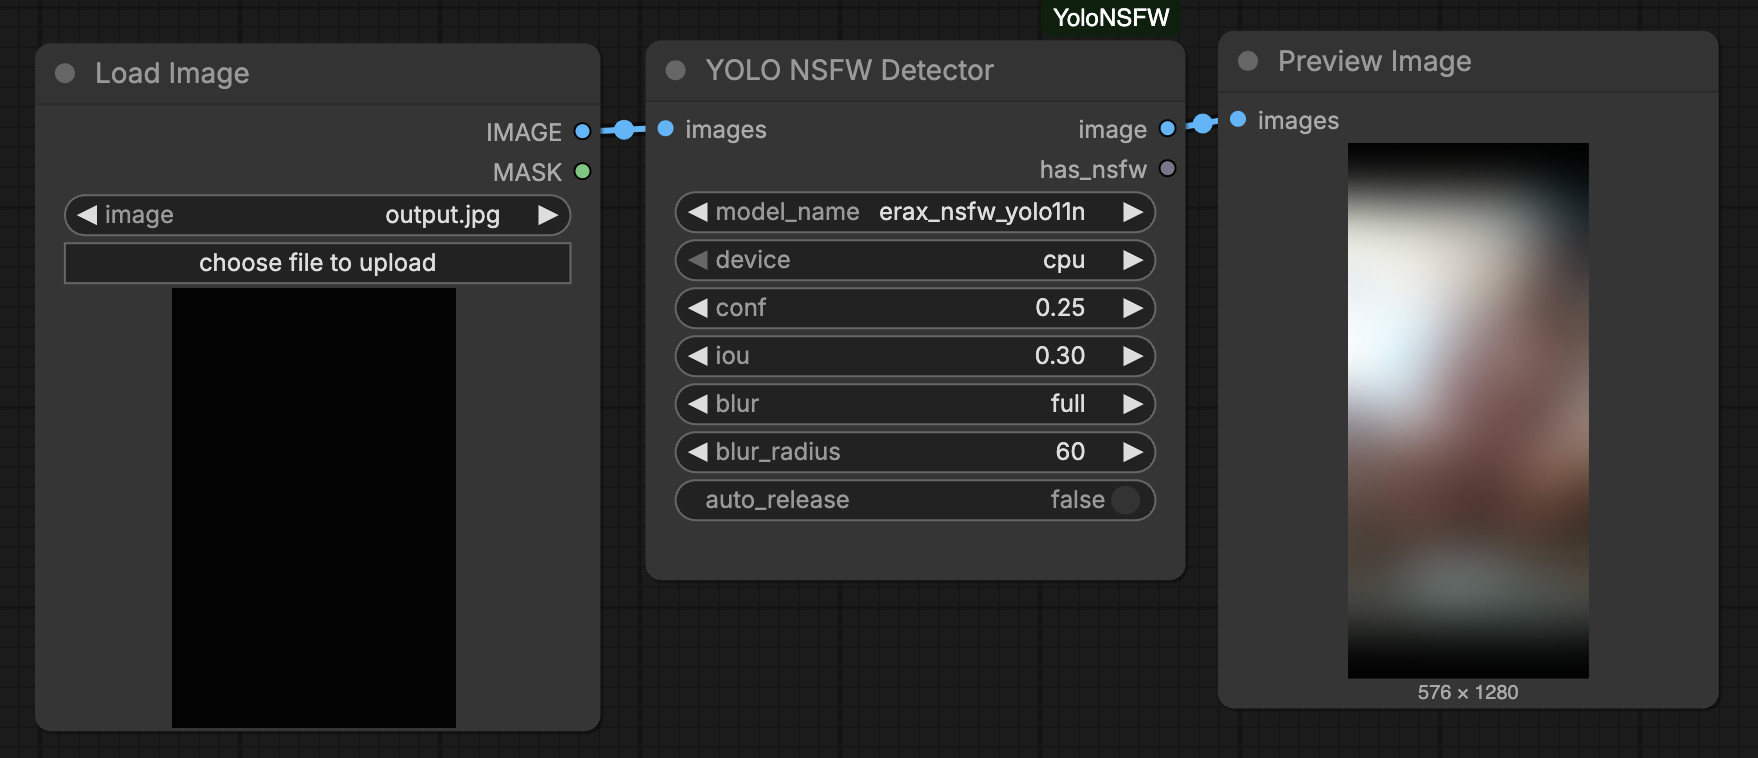 YoloNSFW
Load Image
IMAGE
MASK
image output.jpg
choose file to upload
YOLO NSFW Detector
images image
has_nsfw
model_name erax_nsfw_yolo11n
device cpu
conf 0.25
iou 0.30
blur full
blur_radius 60
auto_release false
Preview Image
images
576 × 1280